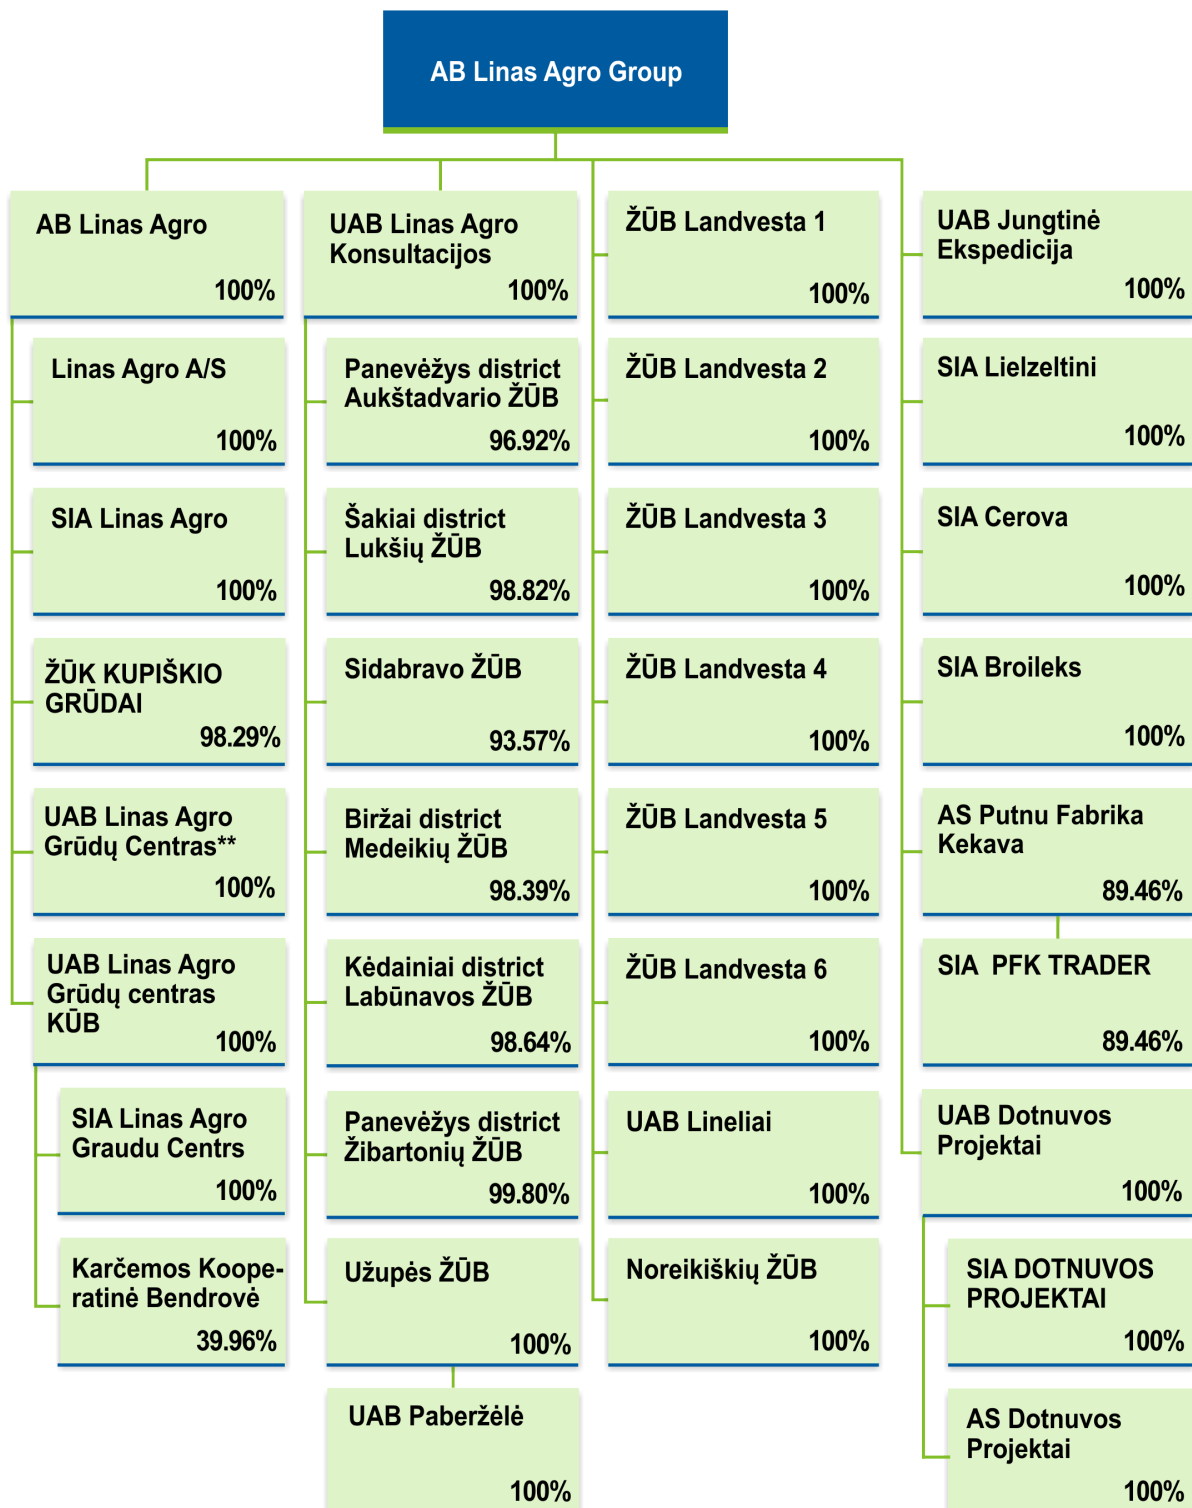 AB Linas Agro Group
AB Linas Agro
100%
Linas Agro A/S
100%
SIA Linas Agro
100%
ŽŪK KUPIŠKIO
GRŪDAI
98.29%
UAB Linas Agro
Grūdų Centras**
100%
UAB Linas Agro
Grūdų centras
KŪB
100%
SIA Linas Agro
Graudu Centrs
100%
Karčemos Koope-
ratinė Bendrovė
39.96%
UAB Linas Agro
Konsultacijos
100%
Panevėžys district
Aukštadvario ŽŪB
96.92%
Šakiai district
Lukšių ŽŪB
98.82%
Sidabravo ŽŪB
93.57%
Biržai district
Medeikių ŽŪB
98.39%
Kėdainiai district
Labūnavos ŽŪB
98.64%
Panevėžys district
Žibartonių ŽŪB
99.80%
Užupės ŽŪB
100%
UAB Paberžėlė
100%
ŽŪB Landvesta 1
100%
ŽŪB Landvesta 2
100%
ŽŪB Landvesta 3
100%
ŽŪB Landvesta 4
100%
ŽŪB Landvesta 5
100%
ŽŪB Landvesta 6
100%
UAB Lineliai
100%
Noreikiškių ŽŪB
100%
UAB Jungtinė
Ekspedicija
100%
SIA Lielzeltini
100%
SIA Cerova
100%
SIA Broileks
100%
AS Putnu Fabrika
Kekava
89.46%
SIA PFK TRADER
89.46%
UAB Dotnuvos
Projektai
100%
SIA DOTNUVOS
PROJEKTAI
100%
AS Dotnuvos
Projektai
100%